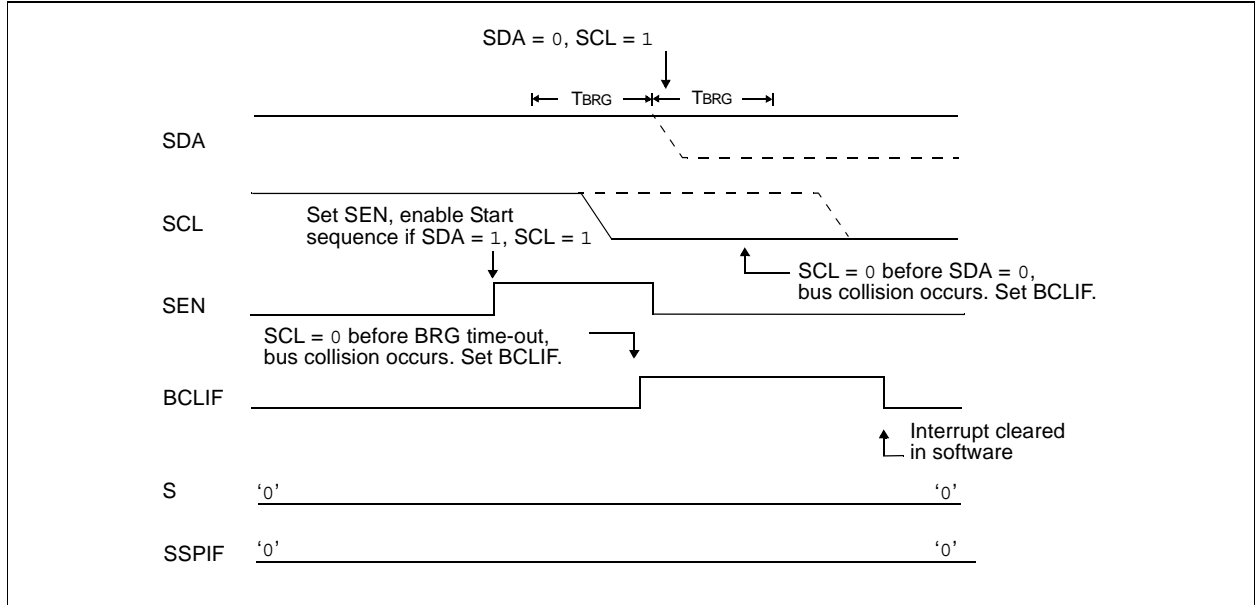 SDA = 0, SCL = 1
TBRG TBRG
SDA
SCL
Set SEN, enable Start
sequence if SDA = 1, SCL = 1
SCL = 0 before SDA = 0,
bus collision occurs. Set BCLIF.
SEN
SCL = 0 before BRG time-out,
bus collision occurs. Set BCLIF.
BCLIF
Interrupt cleared
in software
S ‘0’ ‘0’
SSPIF ‘0’ ‘0’